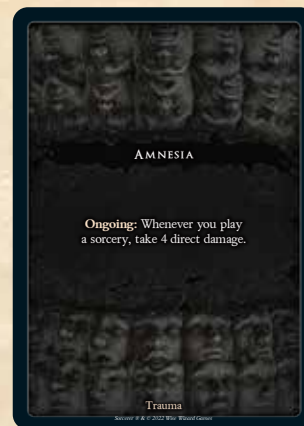 AMNESIA
Ongoing: Whenever you play
a sorcery, take 4 direct damage.
Trauma
Sorcerer ® & © 2022 Wise Wizard Games